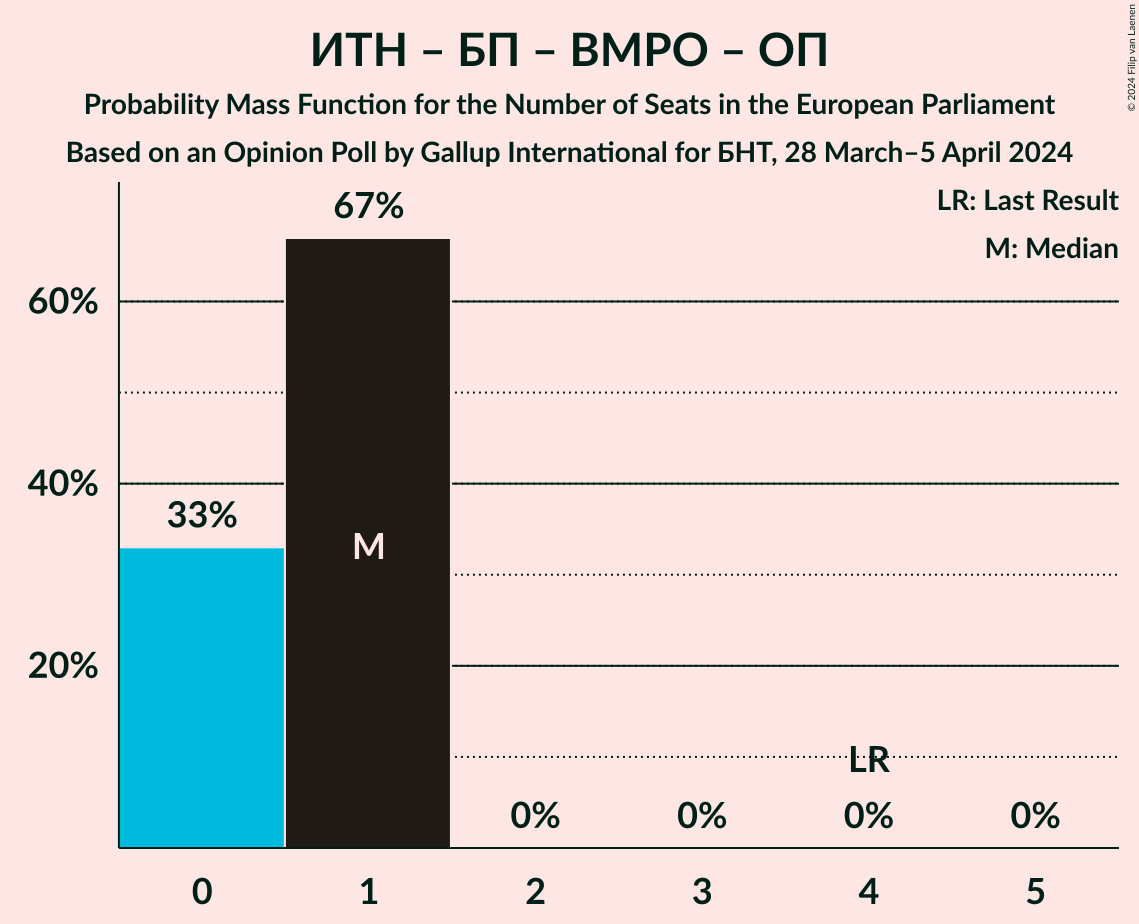 ИТН – БП – ВМРО – ОП
Probability Mass Function for the Number of Seats in the European Parliament
Based on an Opinion Poll by Gallup International for БНТ, 28 March–5 April 2024
© 2024 Filip van Laenen
LR: Last Result
M: Median
67%
60%
40%
33%
M
20%
LR
0% 0% 0% 0%
0 1 2 3 4 5